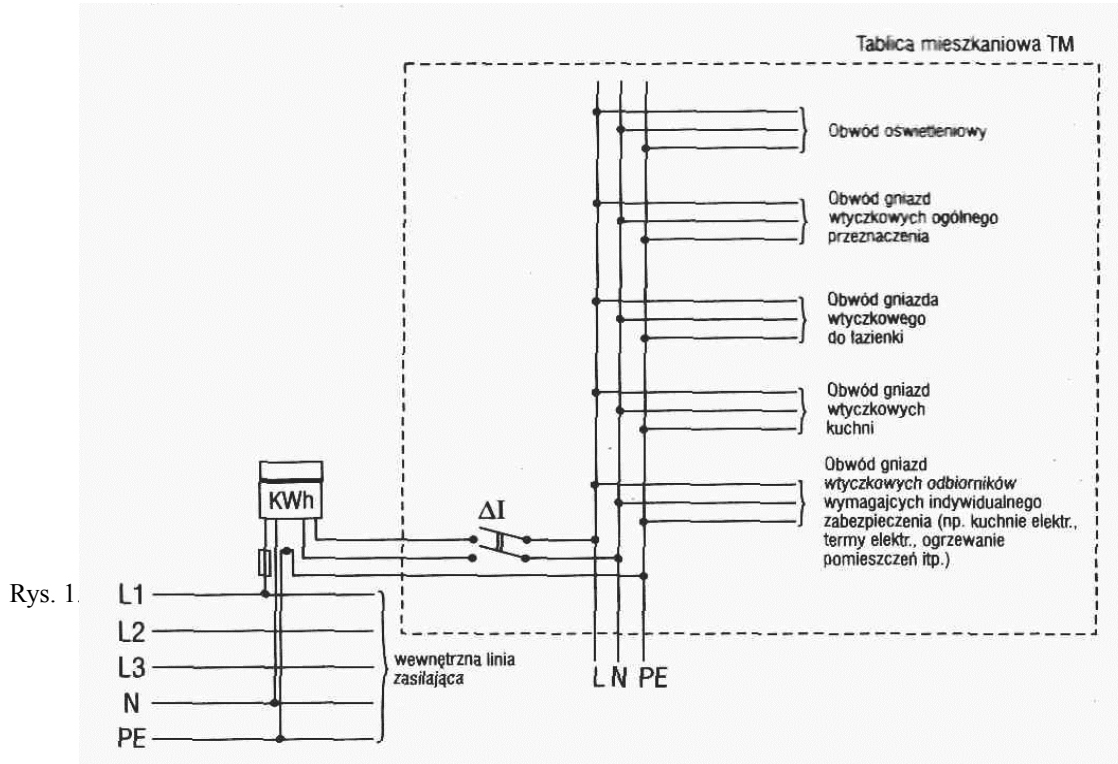 Tablica mieszkaniowa TM
Obwód oświetleniowy
Obwód gniazd
wtyczkowych ogólnego
przeznaczenia
Obwód gniazda
wtyczkowego
do łazienki
Obwód gniazd
wtyczkowych
kuchni
Obwód gniazd
wtyczkowych odbiorników
wymagajcych indywidualnego
zabezpieczenia (np. kuchnie elektr.,
termy elektr., ogrzewanie
pomieszczeń itp.)
KWh
ΔI
Rys. 1.
L1
L2
L3
N
PE
wewnętrzna linia
zasilająca
L N PE